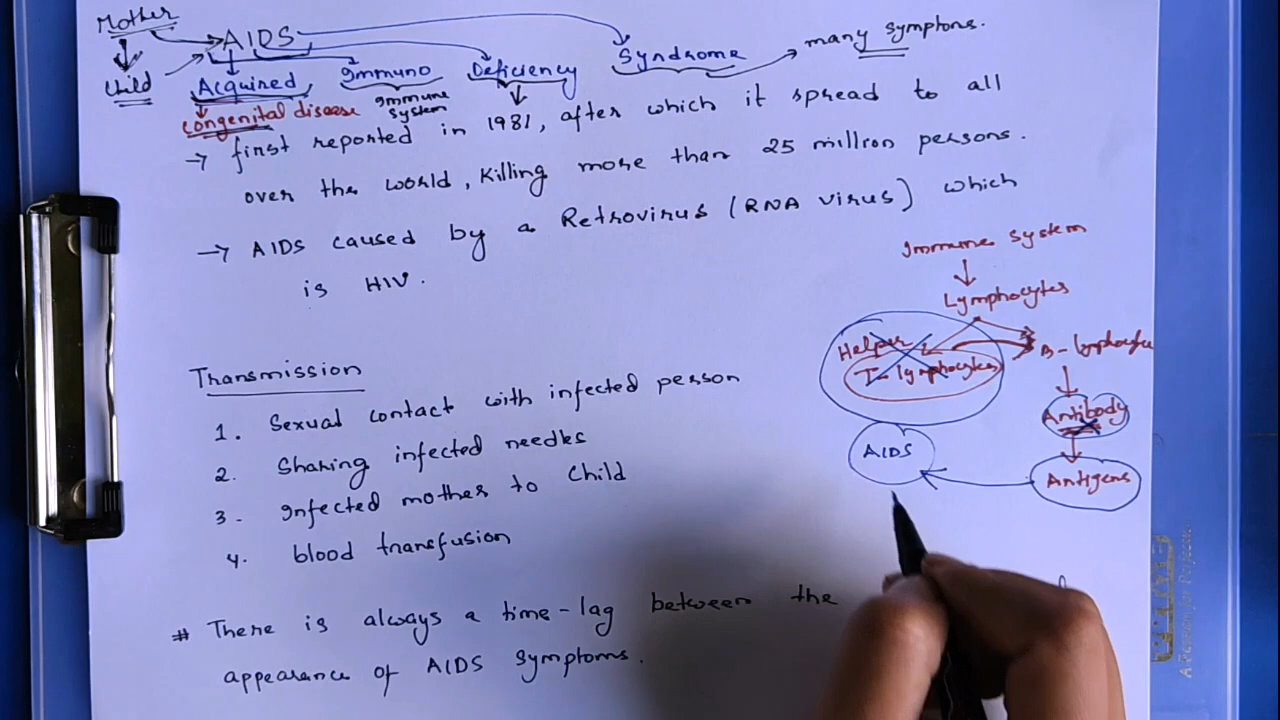 Mother
AIDS
Child
Acquired Immuno Deficiency Syndrome many symptoms.
congenital disease
Immune system
→ first reported in 1981, after which it spread to all
over the world, killing more than 25 million persons.
→ AIDS caused by a Retrovirus (RNA virus) which
is HIV.
Immune System
Lymphocytes
Helper
T-lymphocytes
B-lymphocyte
Antibody
AIDS
Antigens
Transmission
1. Sexual contact with infected person
2. Sharing infected needles
3. Infected mother to child
4. blood transfusion
# There is always a time-lag between the
appearance of AIDS symptoms.